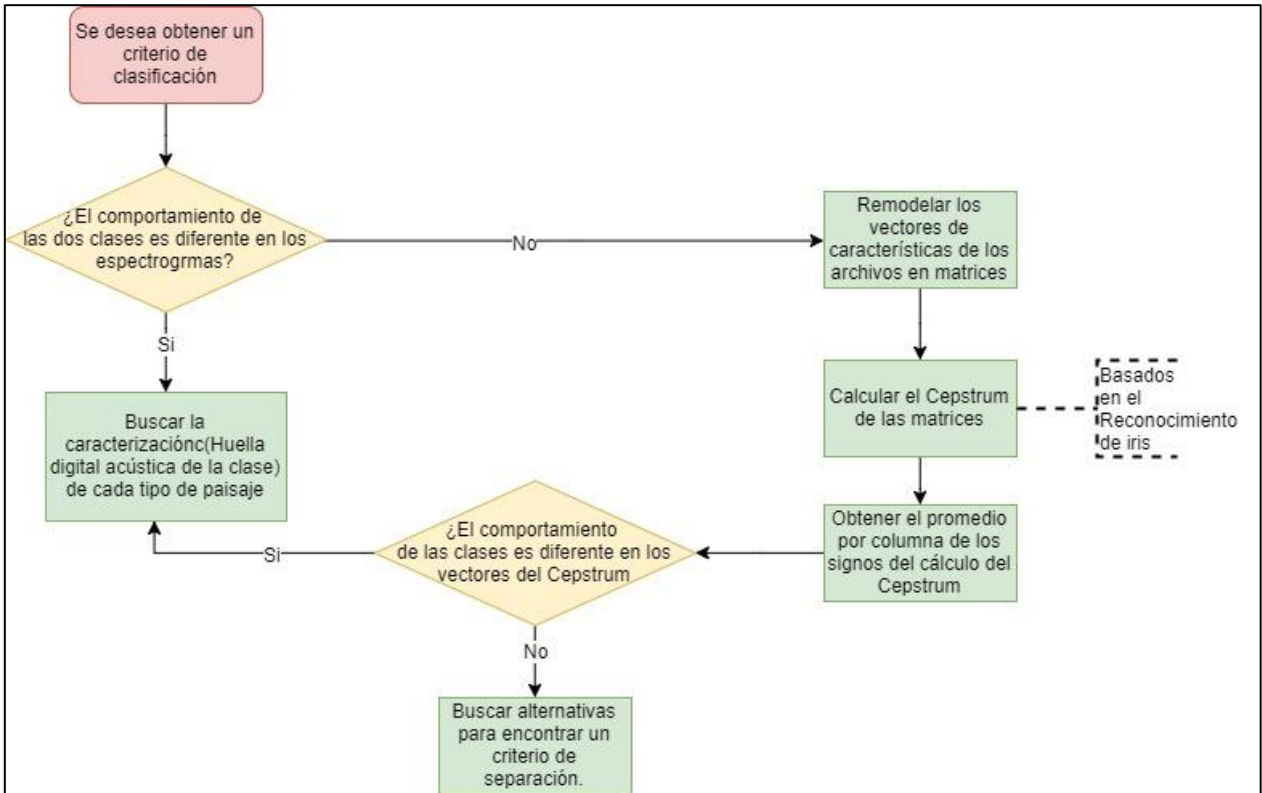 Se desea obtener un
criterio de
clasificación
¿El comportamiento de
las dos clases es diferente en los
espectrogrmas?
No
Remodelar los
vectores de
características de los
archivos en matrices
Si
Calcular el Cepstrum
de las matrices
Basados
en el
Reconocimiento
de iris
Buscar la
caracterizaciónc(Huella
digital acústica de la clase)
de cada tipo de paisaje
Obtener el promedio
por columna de los
signos del cálculo del
Cepstrum
¿El comportamiento
de las clases es diferente en los
vectores del Cepstrum
Si
No
Buscar alternativas
para encontrar un
criterio de
separación.